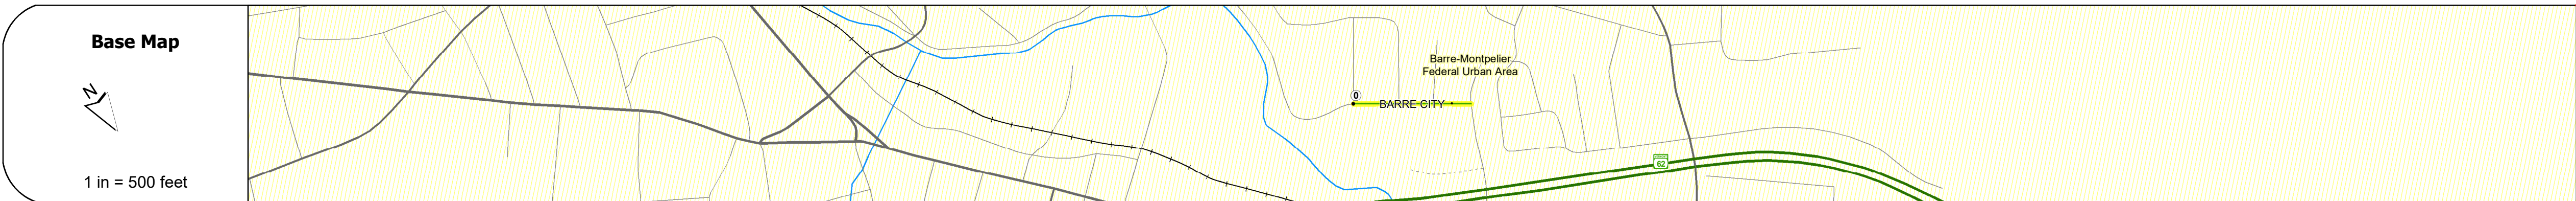 Base Map
N
1 in = 500 feet
Barre-Montpelier
Federal Urban Area
0
BARRE CITY
62